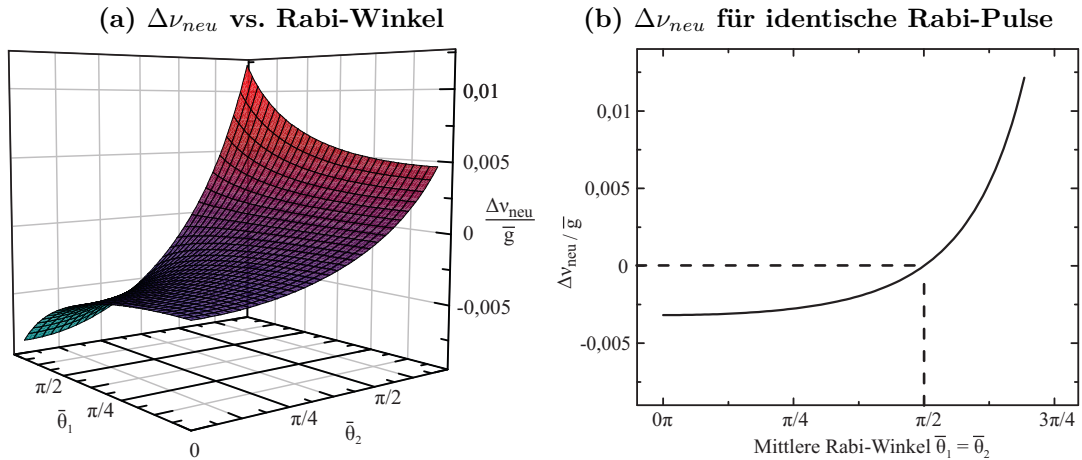 (a) Δν_neu vs. Rabi-Winkel
0,01
0,005
Δν_neu
0
g̅
-0,005
π/2
π/2
π/4
π/4
θ̅₁
θ̅₂
0
(b) Δν_neu für identische Rabi-Pulse
0,01
0,005
Δν_neu / g̅
0
-0,005
0π
π/4
π/2
3π/4
Mittlere Rabi-Winkel θ̅₁ = θ̅₂